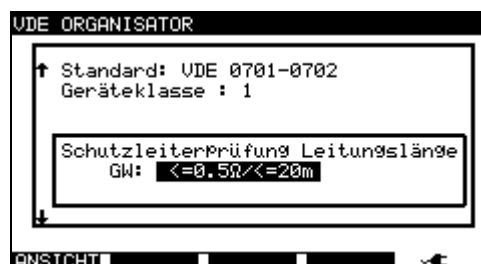 VDE ORGANISATOR
Standard: VDE 0701-0702
Geräteklasse : 1
Schutzleiterprüfung Leitungslänge
GW: <=0.5Ω/<=20m
ANSICHT